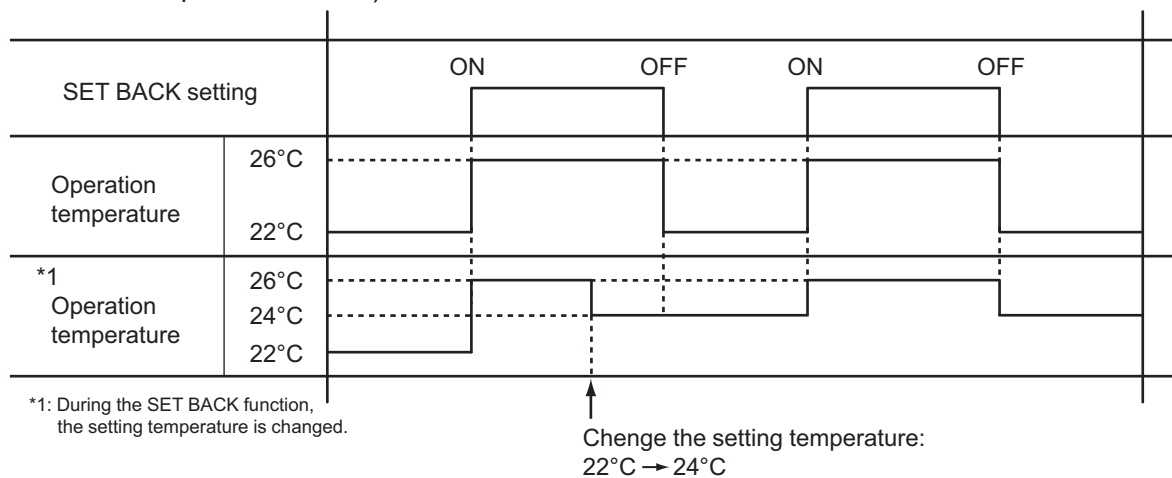 ON OFF ON OFF
SET BACK setting
26°C
Operation
temperature
22°C
*1
Operation
temperature
26°C
24°C
22°C
*1: During the SET BACK function,
the setting temperature is changed.
Chenge the setting temperature:
22°C → 24°C